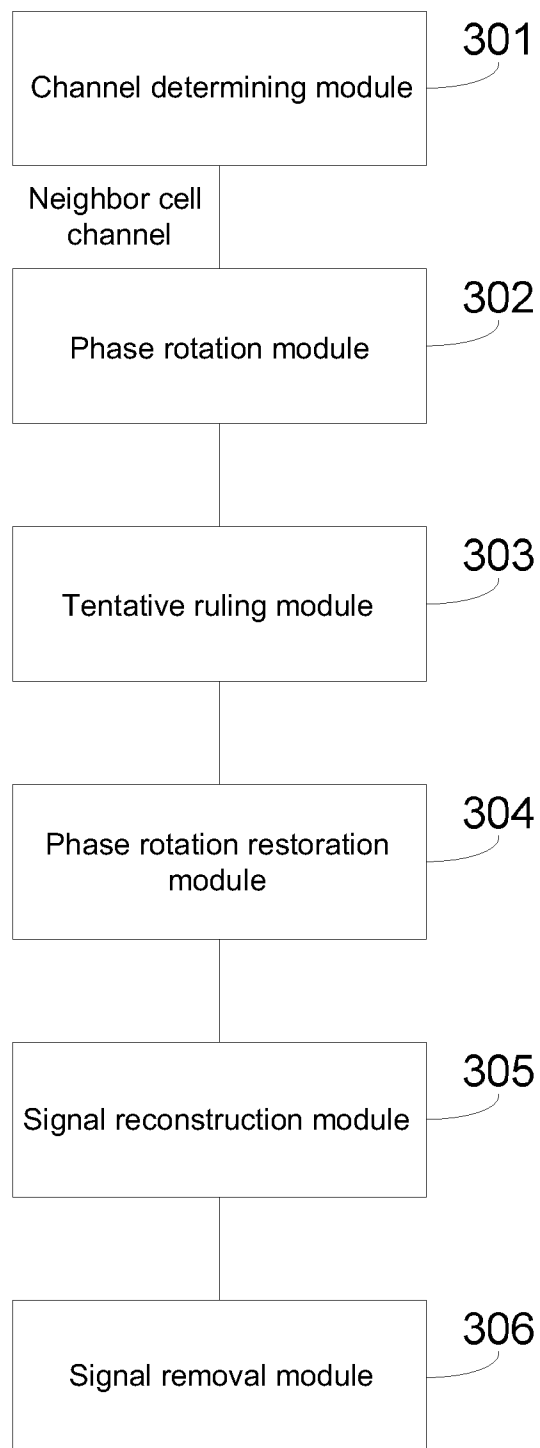 301
Channel determining module
Neighbor cell
channel
302
Phase rotation module
303
Tentative ruling module
304
Phase rotation restoration
module
305
Signal reconstruction module
306
Signal removal module